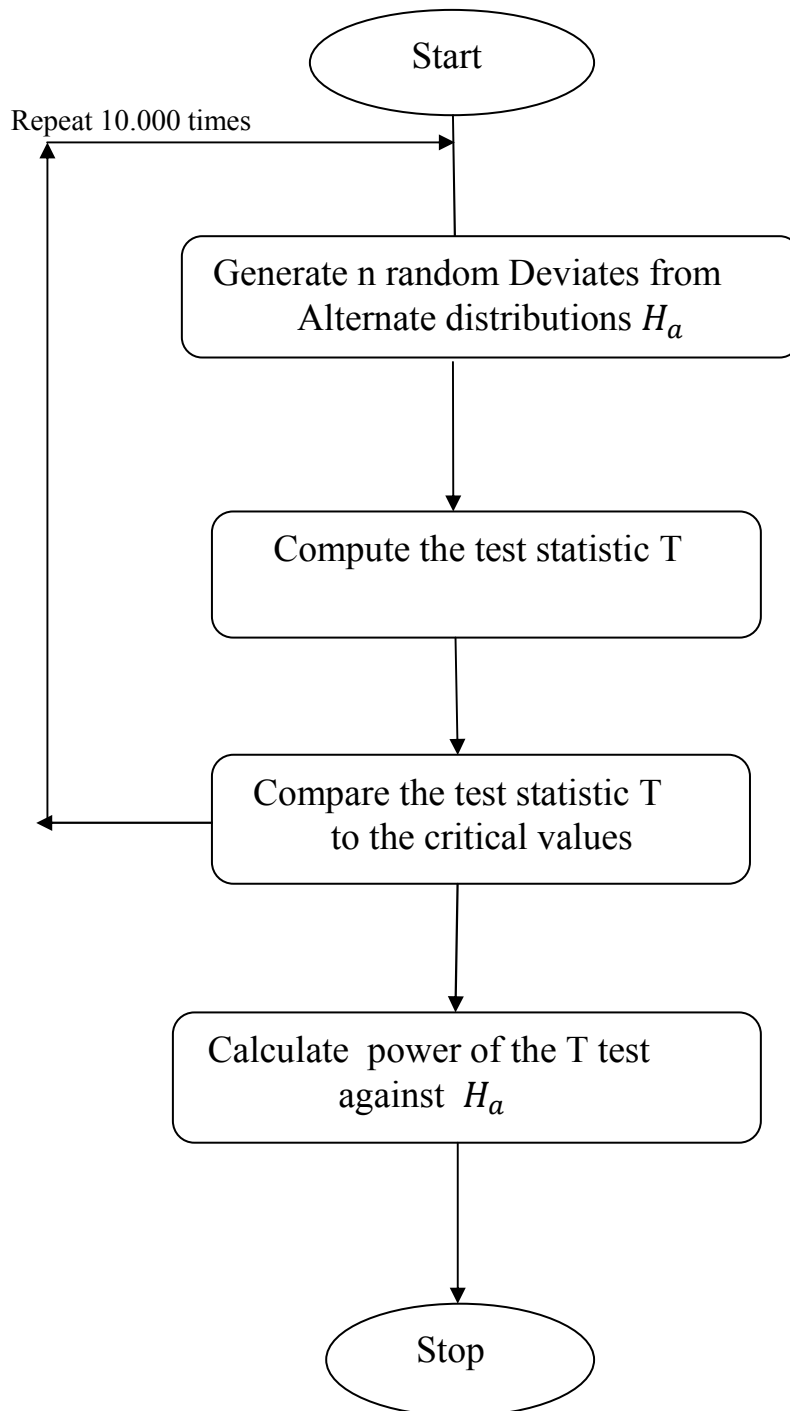 Start
Repeat 10.000 times
Generate n random Deviates from
Alternate distributions $H_a$
Compute the test statistic T
Compare the test statistic T
to the critical values
Calculate power of the T test
against $H_a$
Stop